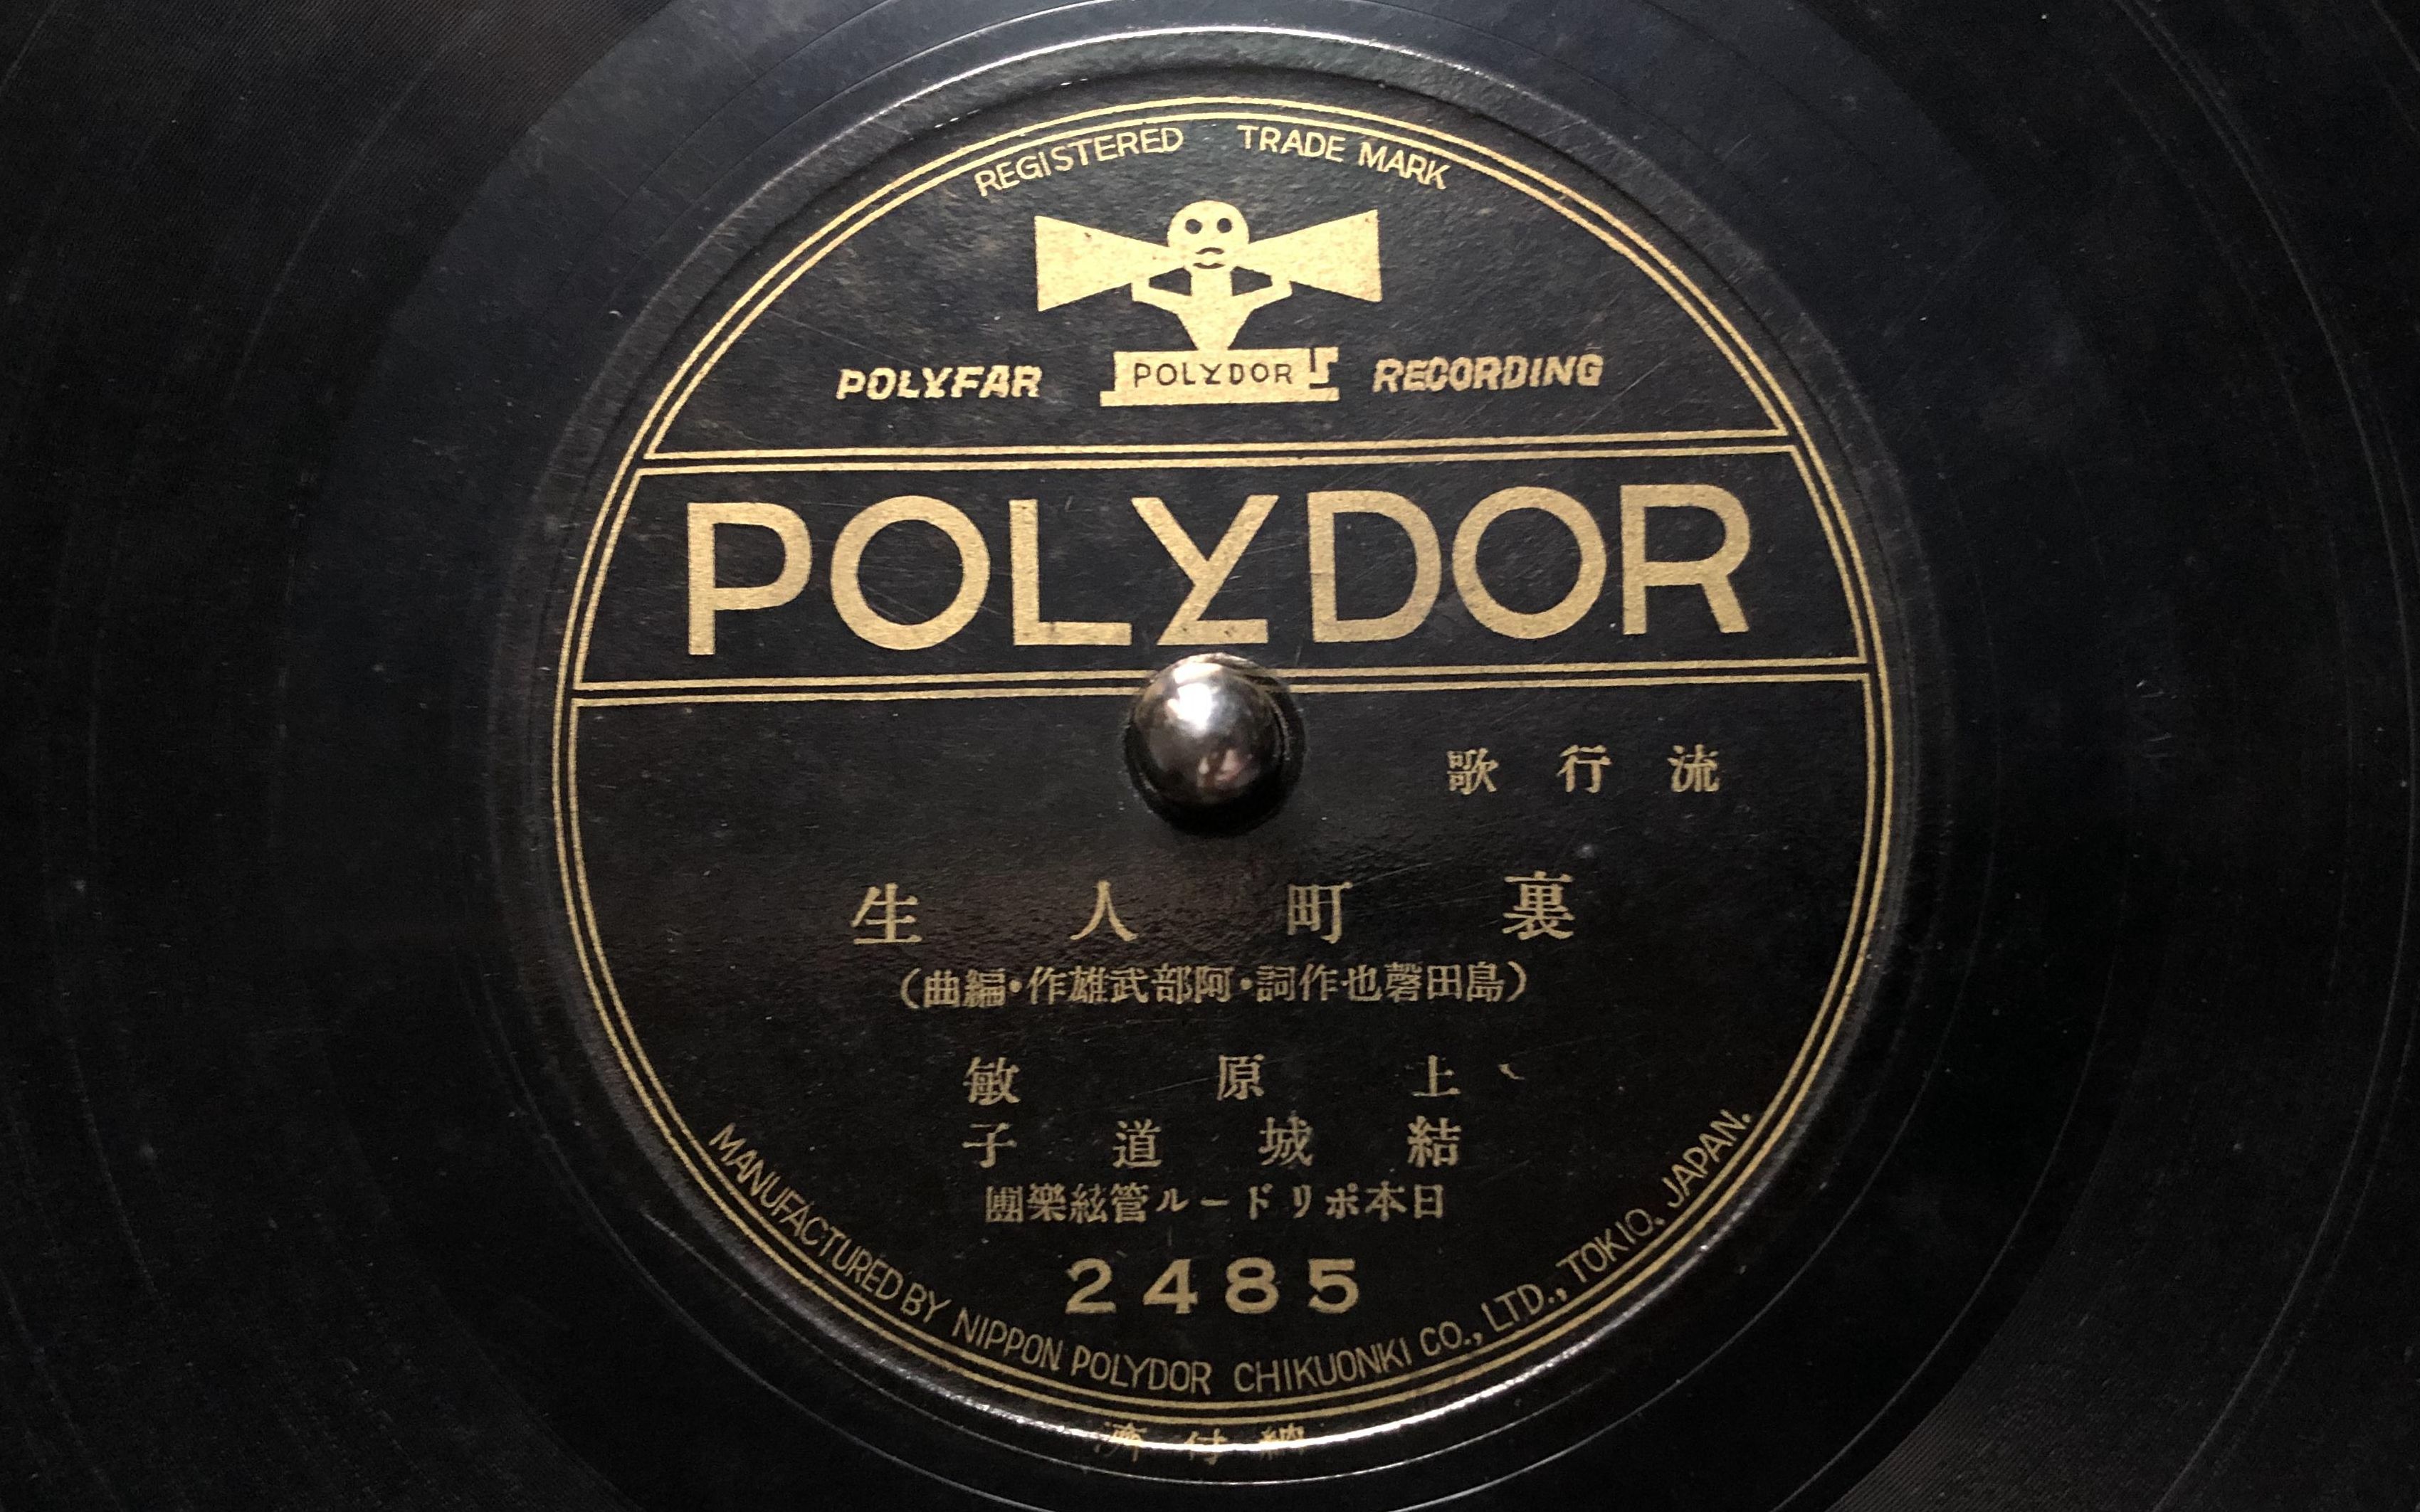 REGISTERED TRADE MARK
POLYFAR POLYDOR RECORDING
POLYDOR
流行歌
裏町人生
(島田磬也作詞・阿部武雄作・編曲)
上原敏
結城道子
日本ポリドール管絃樂團
2485
MANUFACTURED BY NIPPON POLYDOR CHIKUONKI CO., LTD., TOKIO. JAPAN.
納付濟